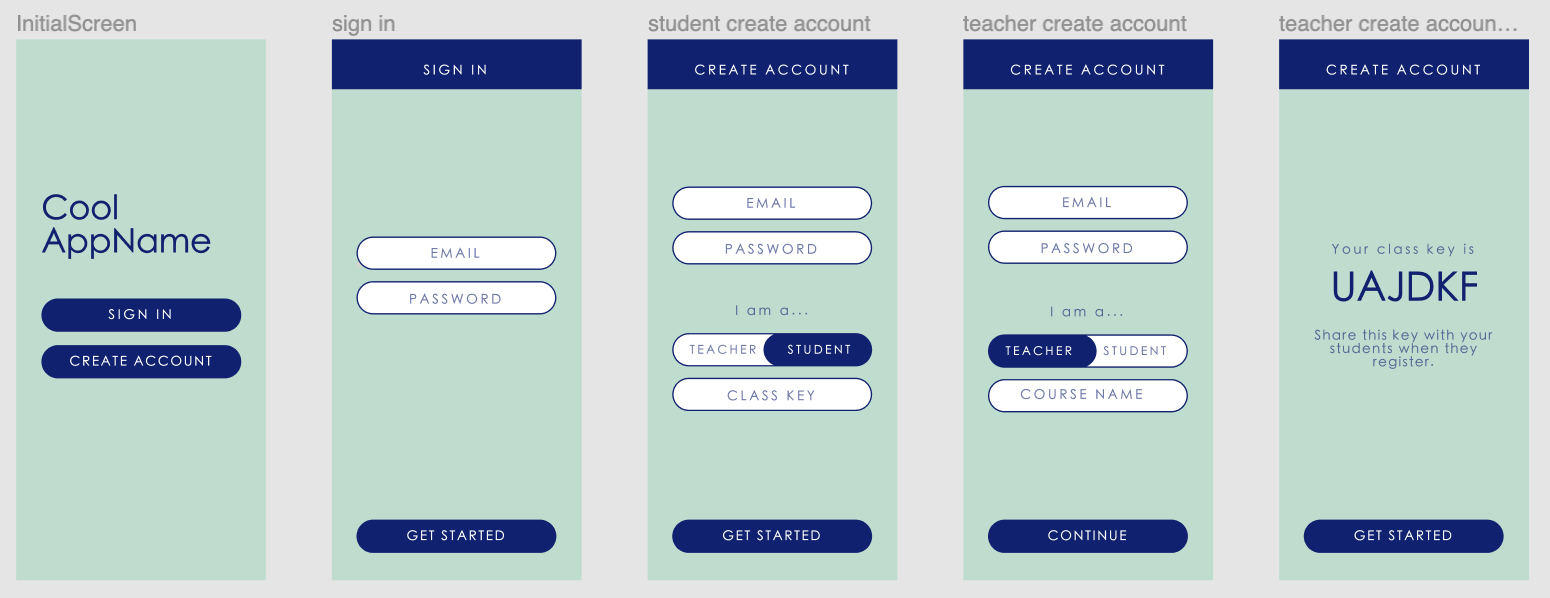 InitialScreen
Cool
AppName
SIGN IN
CREATE ACCOUNT
sign in
SIGN IN
EMAIL
PASSWORD
GET STARTED
student create account
CREATE ACCOUNT
EMAIL
PASSWORD
I am a...
TEACHER STUDENT
CLASS KEY
GET STARTED
teacher create account
CREATE ACCOUNT
EMAIL
PASSWORD
I am a...
TEACHER STUDENT
COURSE NAME
CONTINUE
teacher create accoun...
CREATE ACCOUNT
Your class key is
UAJDKF
Share this key with your
students when they
register.
GET STARTED